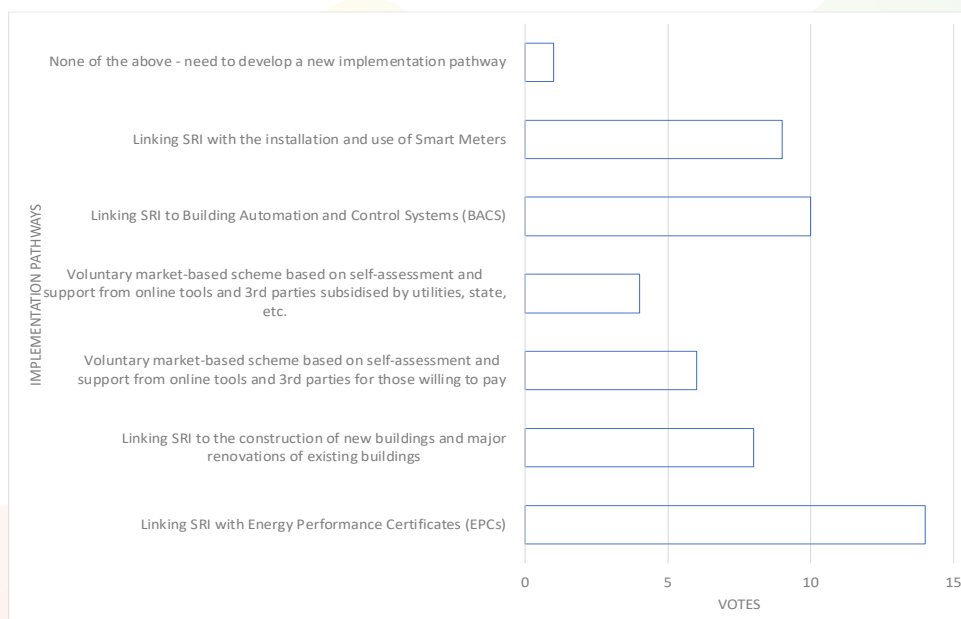 None of the above - need to develop a new implementation pathway
Linking SRI with the installation and use of Smart Meters
Linking SRI to Building Automation and Control Systems (BACS)
Voluntary market-based scheme based on self-assessment and
support from online tools and 3rd parties subsidised by utilities, state,
etc.
Voluntary market-based scheme based on self-assessment and
support from online tools and 3rd parties for those willing to pay
Linking SRI to the construction of new buildings and major
renovations of existing buildings
Linking SRI with Energy Performance Certificates (EPCs)
IMPLEMENTATION PATHWAYS
0 5 10 15
VOTES